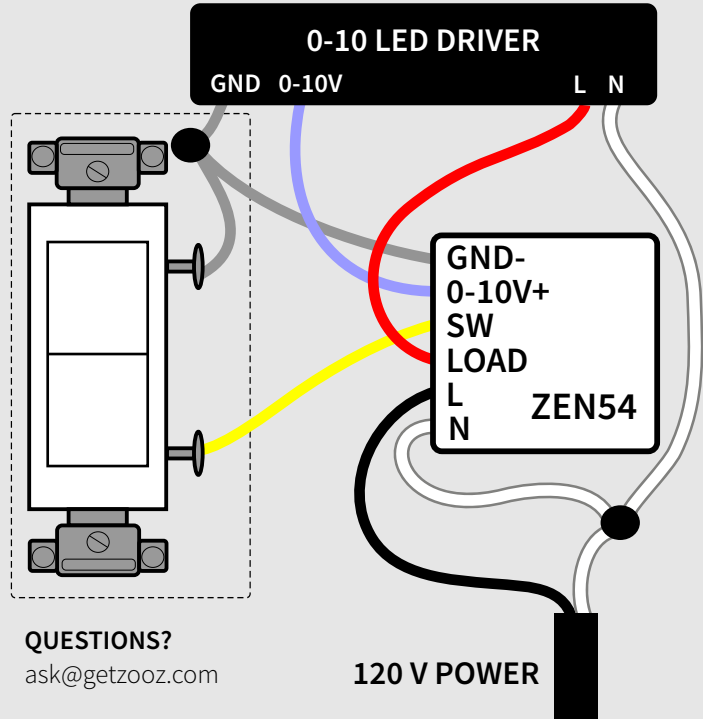 0-10 LED DRIVER
GND 0-10V L N
GND-
0-10V+
SW
LOAD
L
N
ZEN54
QUESTIONS?
ask@getzooz.com
120 V POWER